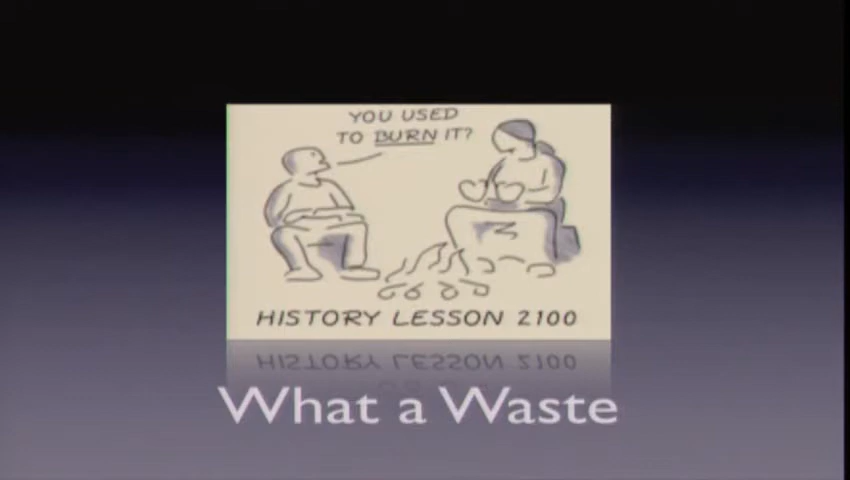 YOU USED
TO BURN IT?
HISTORY LESSON 2100
What a Waste